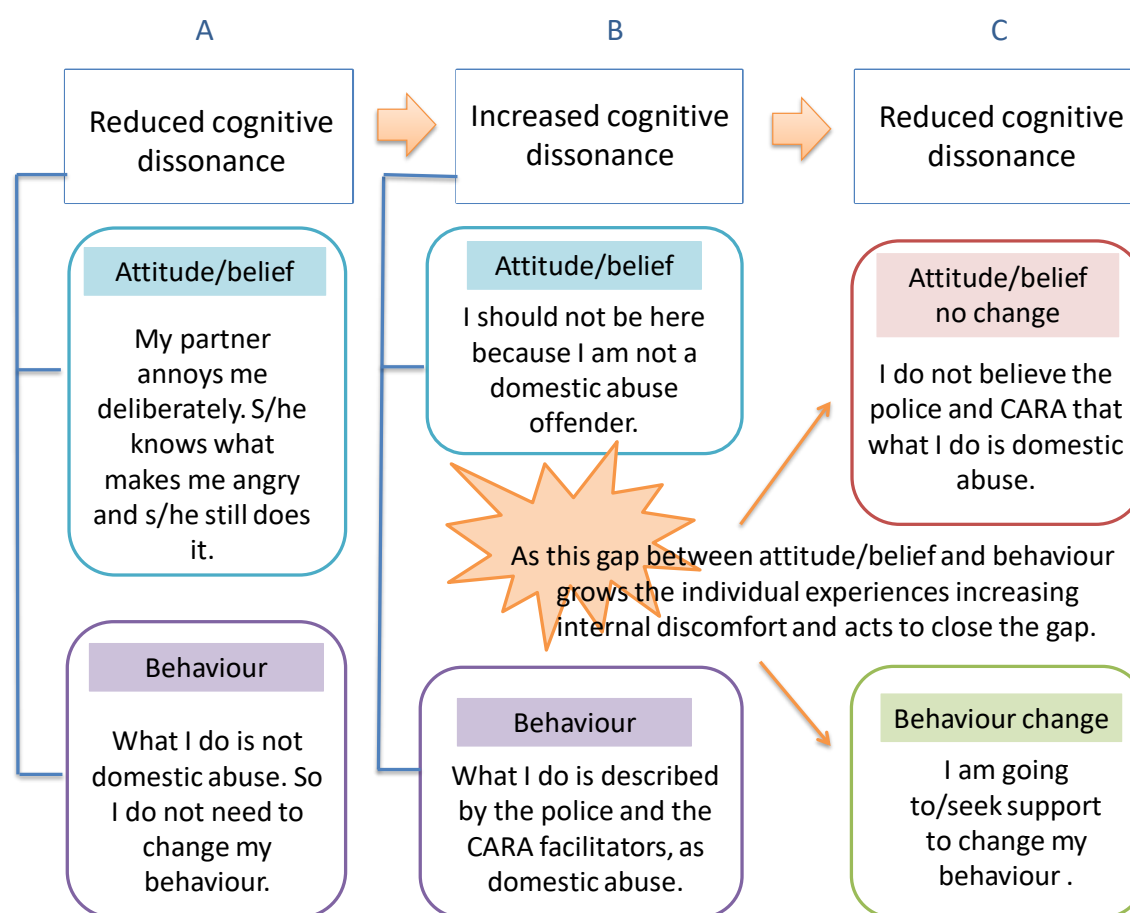 A
B
C
Reduced cognitive
dissonance
Increased cognitive
dissonance
Reduced cognitive
dissonance
Attitude/belief
My partner
annoys me
deliberately. S/he
knows what
makes me angry
and s/he still does
it.
Behaviour
What I do is not
domestic abuse. So
I do not need to
change my
behaviour.
Attitude/belief
I should not be here
because I am not a
domestic abuse
offender.
As this gap between attitude/belief and behaviour
grows the individual experiences increasing
internal discomfort and acts to close the gap.
Behaviour
What I do is described
by the police and the
CARA facilitators, as
domestic abuse.
Attitude/belief
no change
I do not believe the
police and CARA that
what I do is domestic
abuse.
Behaviour change
I am going
to/seek support
to change my
behaviour .